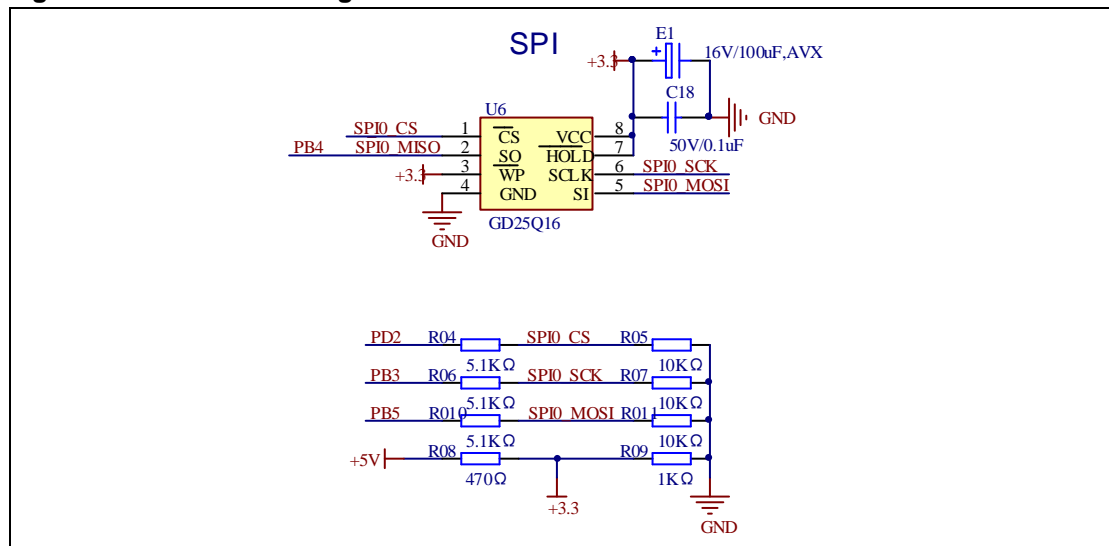 SPI
E1
+
16V/100uF,AVX
+3.3
C18
GND
50V/0.1uF
U6
SPI0_CS 1 CS VCC 8
PB4 SPI0_MISO 2 SO HOLD 7
+3.3 3 WP SCLK 6 SPI0_SCK
4 GND SI 5 SPI0_MOSI
GD25Q16
GND
PD2 R04 SPI0_CS R05
5.1KΩ 10KΩ
PB3 R06 SPI0_SCK R07
5.1KΩ 10KΩ
PB5 R010 SPI0_MOSI R011
5.1KΩ 10KΩ
+5V R08 R09
470Ω 1KΩ
+3.3
GND